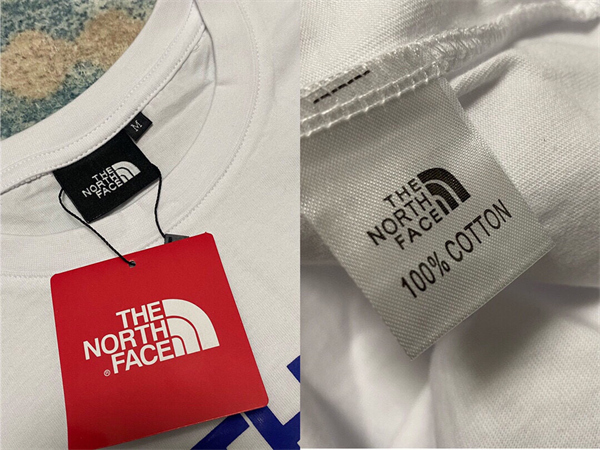 M
THE
NORTH
FACE
THE
NORTH
FACE
®
THE
NORTH
FACE
100% COTTON